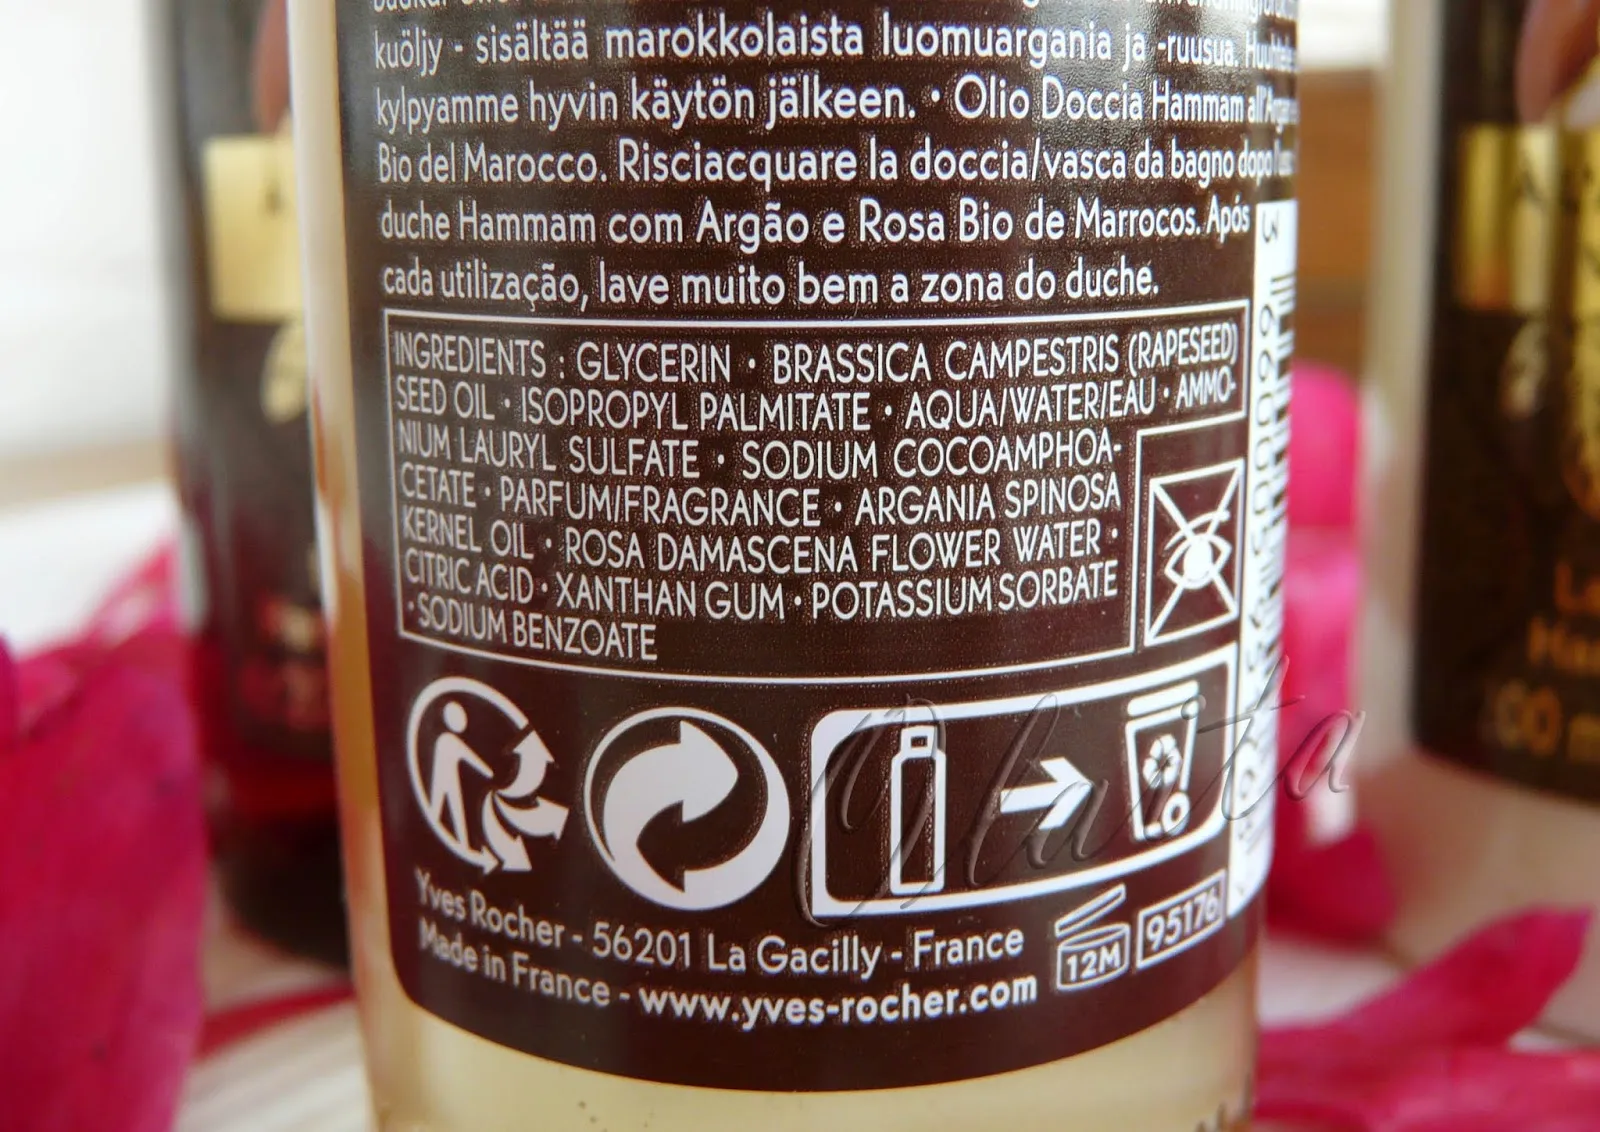 kuöljy - sisältää marokkolaista luomuargania ja -ruusua.
kylpyamme hyvin käytön jälkeen. • Olio Doccia Hammam all'Argan
Bio del Marocco. Risciacquare la doccia/vasca da bagno dopo
duche Hammam com Argão e Rosa Bio de Marrocos. Após
cada utilização, lave muito bem a zona do duche.
INGREDIENTS : GLYCERIN • BRASSICA CAMPESTRIS (RAPESEED)
SEED OIL • ISOPROPYL PALMITATE • AQUA/WATER/EAU • AMMO-
NIUM LAURYL SULFATE • SODIUM COCOAMPHOA-
CETATE • PARFUM/FRAGRANCE • ARGANIA SPINOSA
KERNEL OIL • ROSA DAMASCENA FLOWER WATER •
CITRIC ACID • XANTHAN GUM • POTASSIUM SORBATE
• SODIUM BENZOATE
Yves Rocher - 56201 La Gacilly - France
Made in France - www.yves-rocher.com
12M
95176